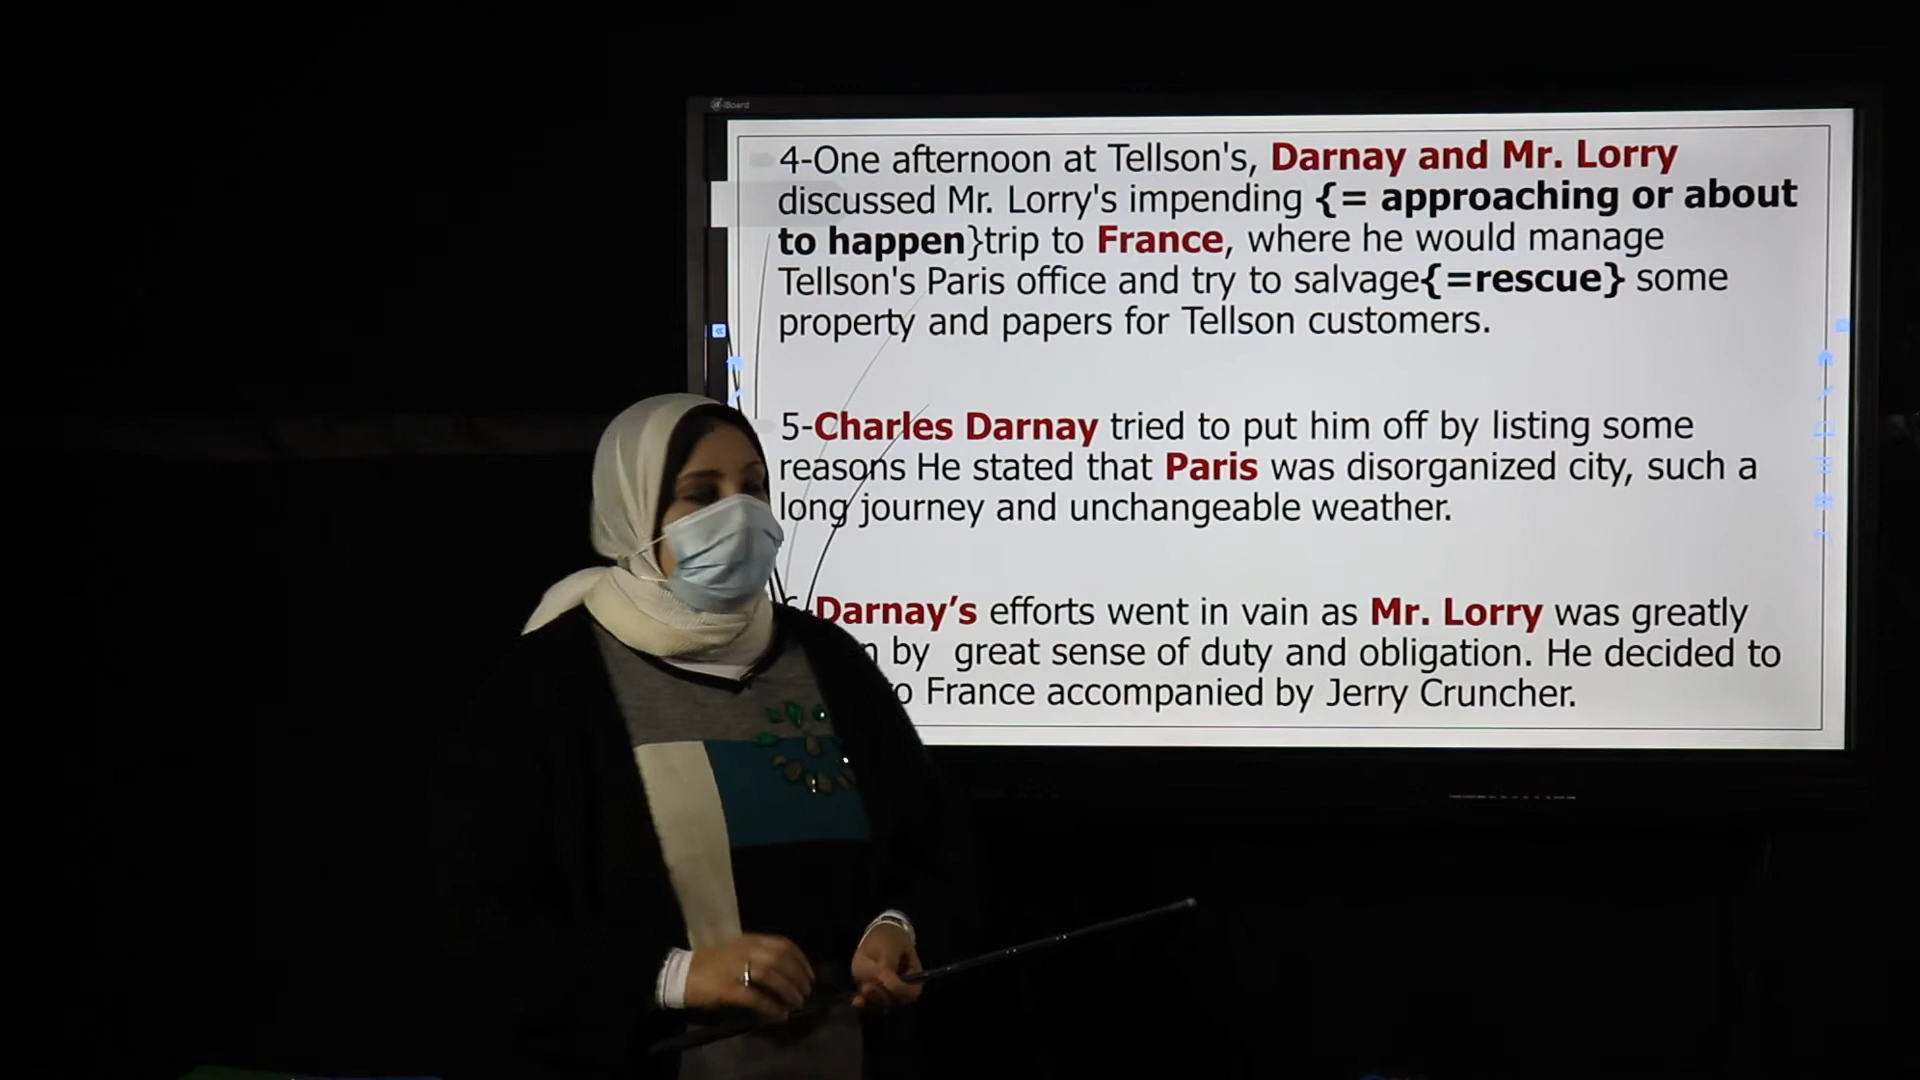 iBoard
4-One afternoon at Tellson's, Darnay and Mr. Lorry
discussed Mr. Lorry's impending {= approaching or about
to happen}trip to France, where he would manage
Tellson's Paris office and try to salvage{=rescue} some
property and papers for Tellson customers.
5-Charles Darnay tried to put him off by listing some
reasons He stated that Paris was disorganized city, such a
long journey and unchangeable weather.
Darnay’s efforts went in vain as Mr. Lorry was greatly
by great sense of duty and obligation. He decided to
France accompanied by Jerry Cruncher.